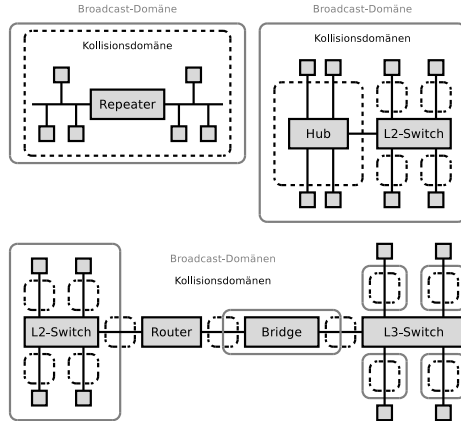 Broadcast-Domäne
Kollisionsdomäne
Repeater
Broadcast-Domäne
Kollisionsdomänen
Hub
L2-Switch
Broadcast-Domänen
Kollisionsdomänen
L2-Switch
Router
Bridge
L3-Switch